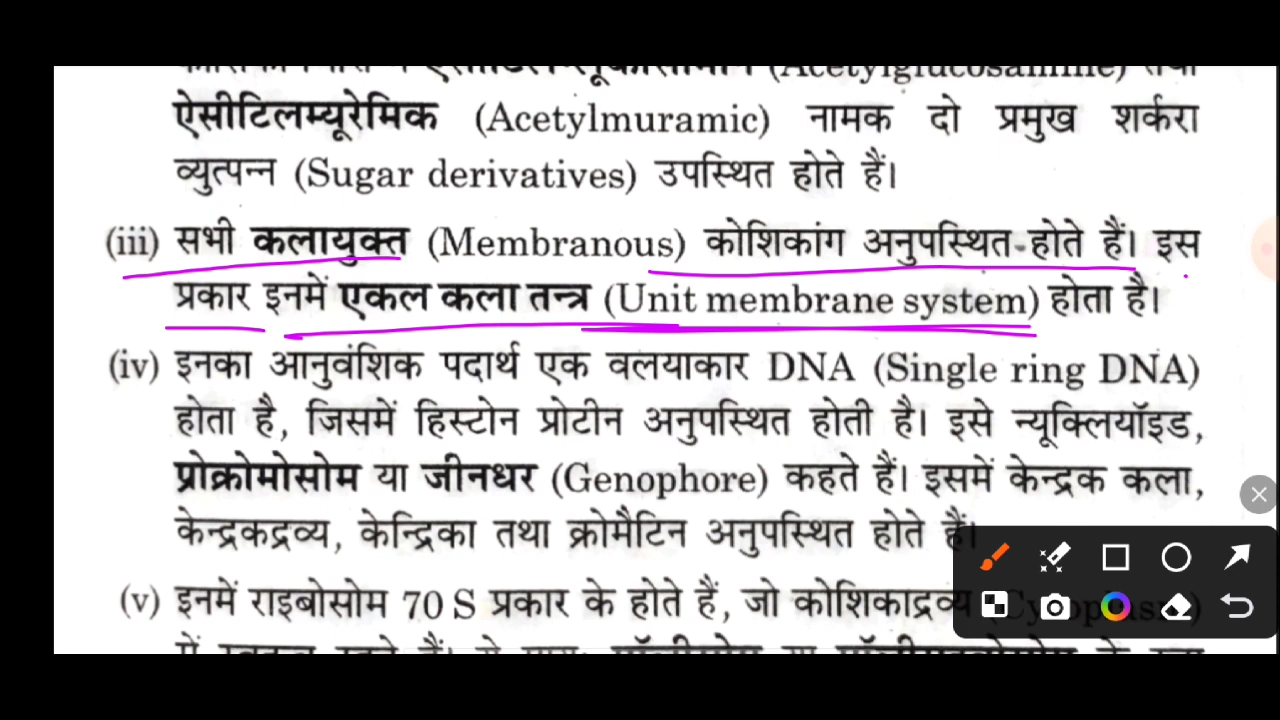 (Acetylglucosamine) तथा
ऐसीटिलम्यूरेमिक (Acetylmuramic) नामक दो प्रमुख शर्करा
व्युत्पन्न (Sugar derivatives) उपस्थित होते हैं।
(iii) सभी कलायुक्त (Membranous) कोशिकांग अनुपस्थित होते हैं। इस
प्रकार इनमें एकल कला तन्त्र (Unit membrane system) होता है।
(iv) इनका आनुवंशिक पदार्थ एक वलयाकार DNA (Single ring DNA)
होता है, जिसमें हिस्टोन प्रोटीन अनुपस्थित होती है। इसे न्यूक्लियॉइड,
प्रोक्रोमोसोम या जीनधर (Genophore) कहते हैं। इसमें केन्द्रक कला,
केन्द्रकद्रव्य, केन्द्रिका तथा क्रोमैटिन अनुपस्थित होते हैं।
(v) इनमें राइबोसोम 70 S प्रकार के होते हैं, जो कोशिकाद्रव्य (Cytoplasm)